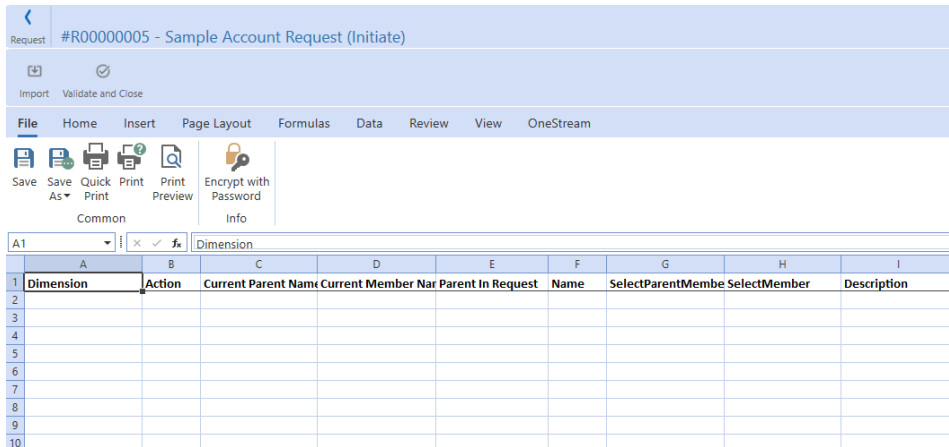 Request
#R00000005 - Sample Account Request (Initiate)
Import Validate and Close
File Home Insert Page Layout Formulas Data Review View OneStream
Save Save As Quick Print Print Print Preview Encrypt with Password
Common Info
A1 fx Dimension
A B C D E F G H I
1 Dimension Action Current Parent Name Current Member Nar Parent In Request Name SelectParentMembe SelectMember Description
2
3
4
5
6
7
8
9
10